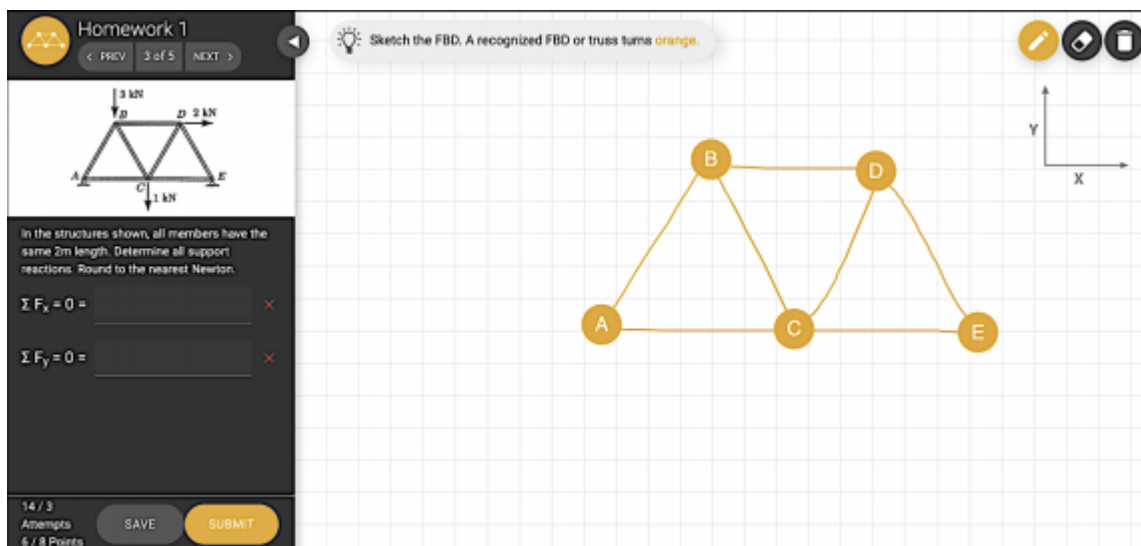 Homework 1
< PREV 3 of 5 NEXT >
Sketch the FBD. A recognized FBD or truss turns orange.
3 kN
B D 2 kN
A C E
1 kN
In the structures shown, all members have the
same 2m length. Determine all support
reactions. Round to the nearest Newton.
Σ Fx = 0 =
Σ Fy = 0 =
14 / 3
Attempts
6 / 8 Points
SAVE SUBMIT
Y
X
B
D
A C E